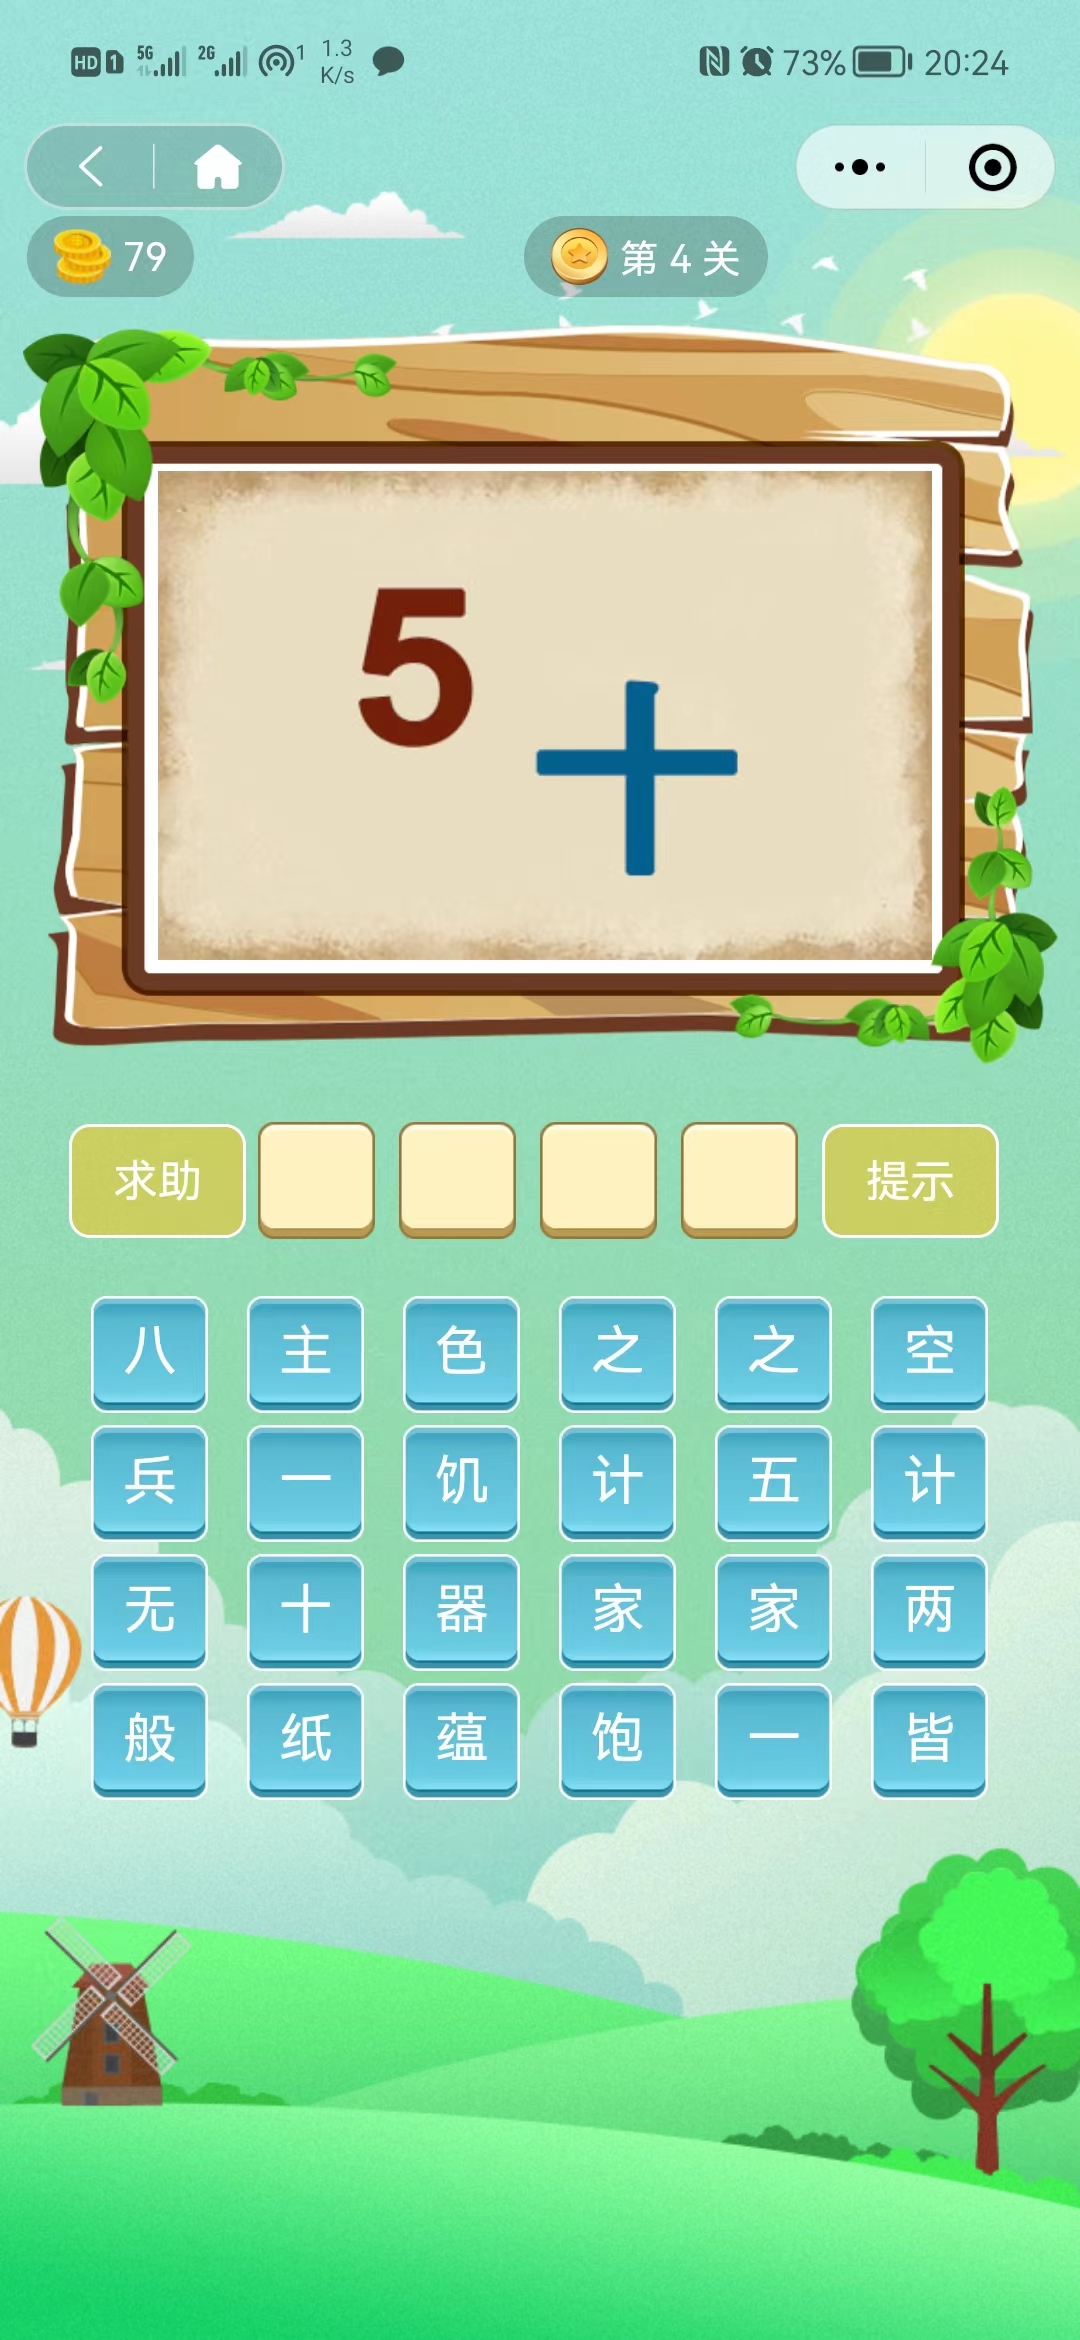 HD 1 5G 2G 1 1.3 K/s 73% 20:24
79 第 4 关
5 十
求助 提示
八 主 色 之 之 空
兵 一 饥 计 五 计
无 十 器 家 家 两
般 纸 蕴 饱 一 皆